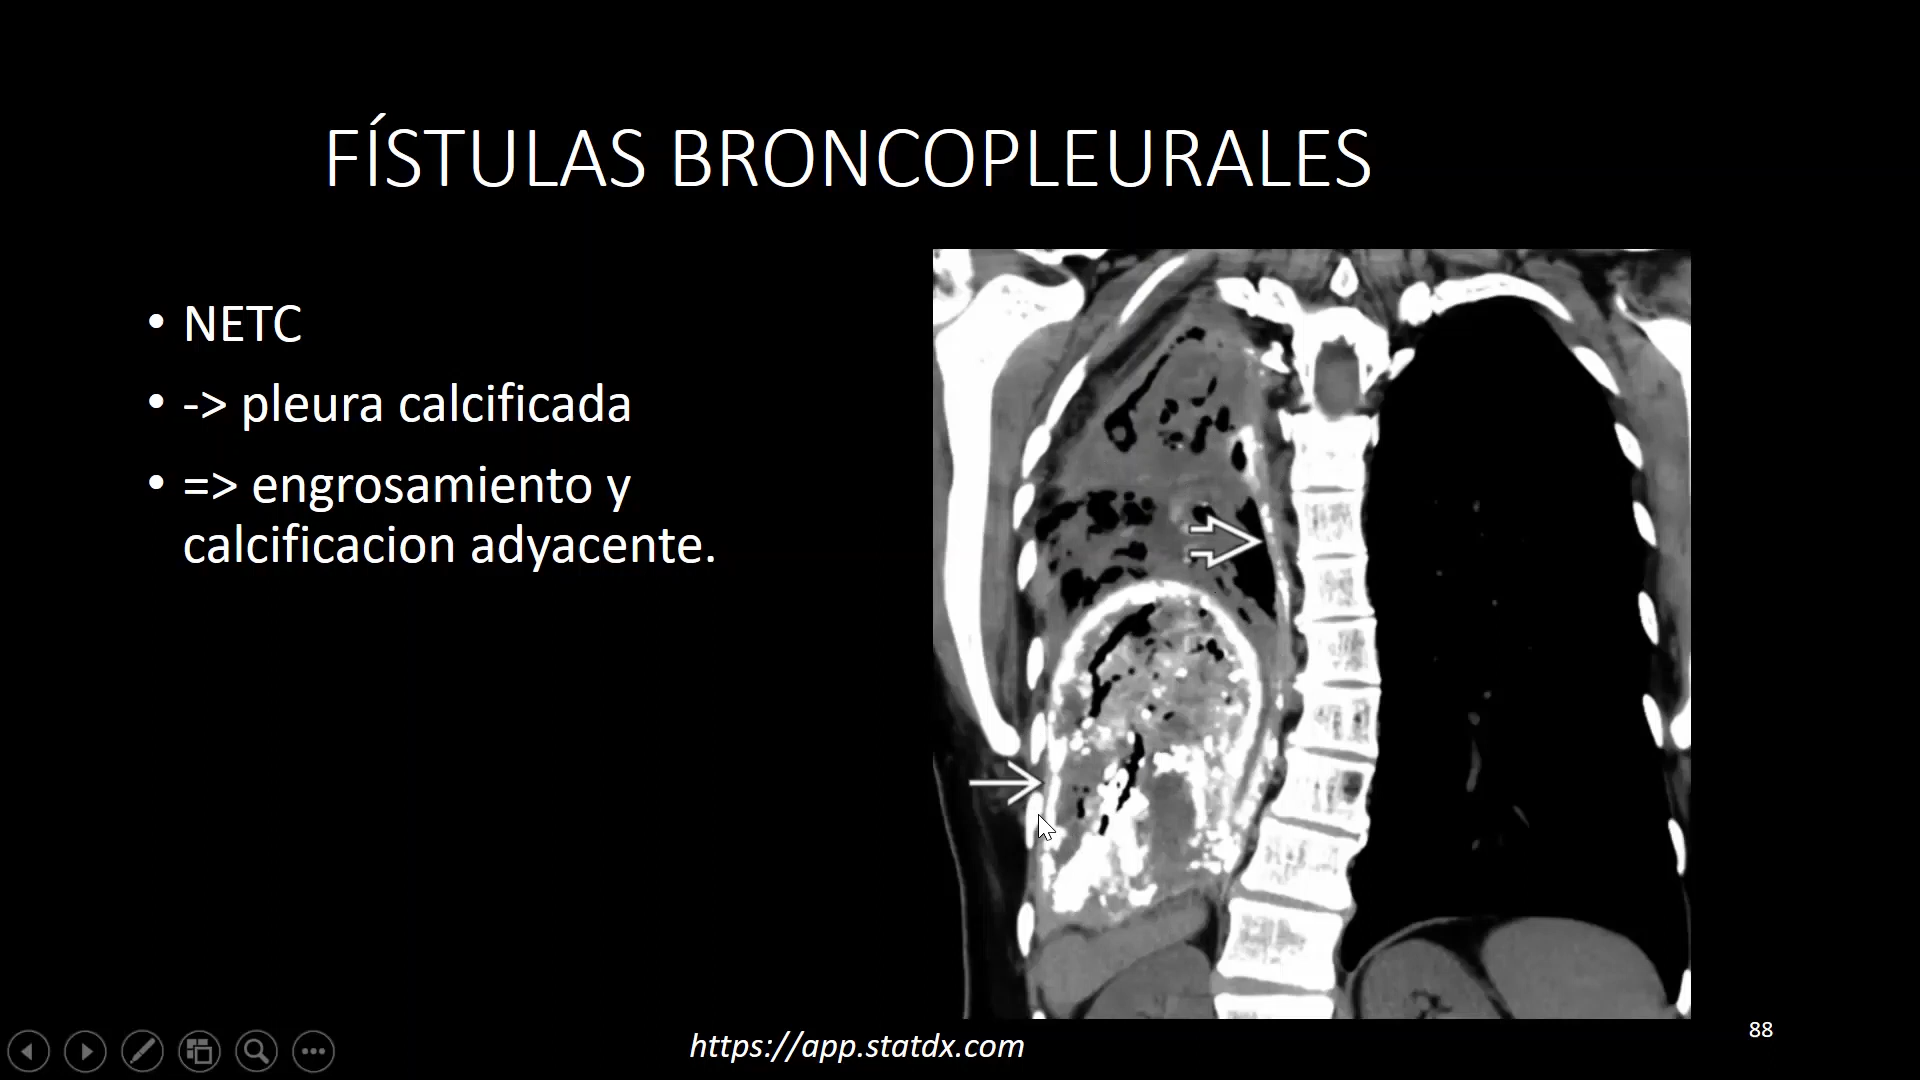 FÍSTULAS BRONCOPLEURALES
• NETC
• -> pleura calcificada
• => engrosamiento y
calcificacion adyacente.
https://app.statdx.com
88